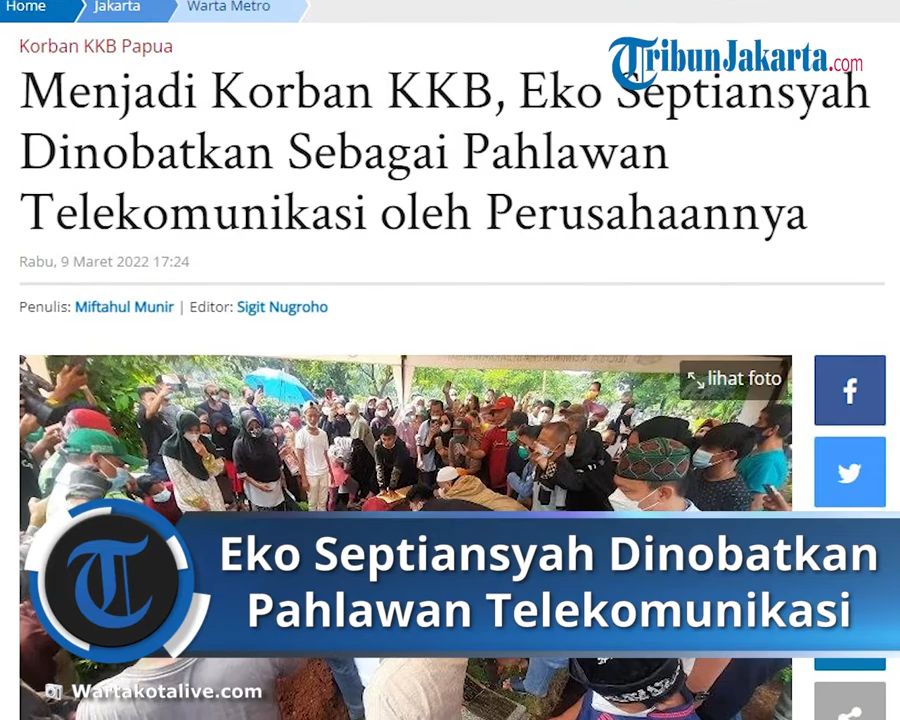 Home
Jakarta
Warta Metro
Korban KKB Papua
TribunJakarta.com
Menjadi Korban KKB, Eko Septiansyah
Dinobatkan Sebagai Pahlawan
Telekomunikasi oleh Perusahaannya
Rabu, 9 Maret 2022 17:24
Penulis: Miftahul Munir | Editor: Sigit Nugroho
lihat foto
Eko Septiansyah Dinobatkan
Pahlawan Telekomunikasi
Wartakotalive.com